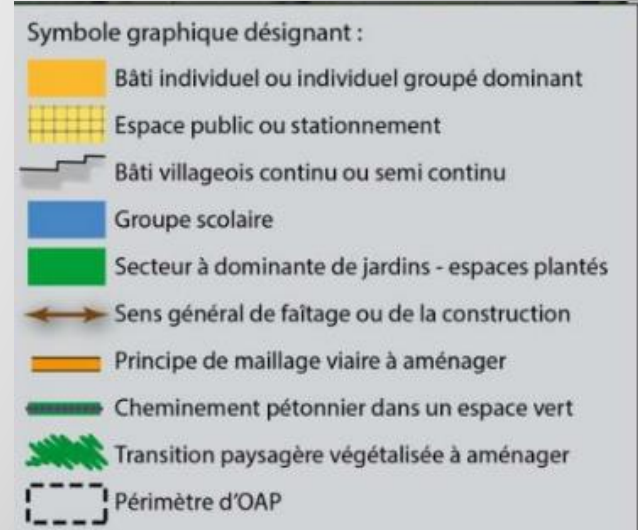 Symbole graphique désignant :
Bâti individuel ou individuel groupé dominant
Espace public ou stationnement
Bâti villageois continu ou semi continu
Groupe scolaire
Secteur à dominante de jardins - espaces plantés
Sens général de faîtage ou de la construction
Principe de maillage viaire à aménager
Cheminement pétonnier dans un espace vert
Transition paysagère végétalisée à aménager
Périmètre d'OAP